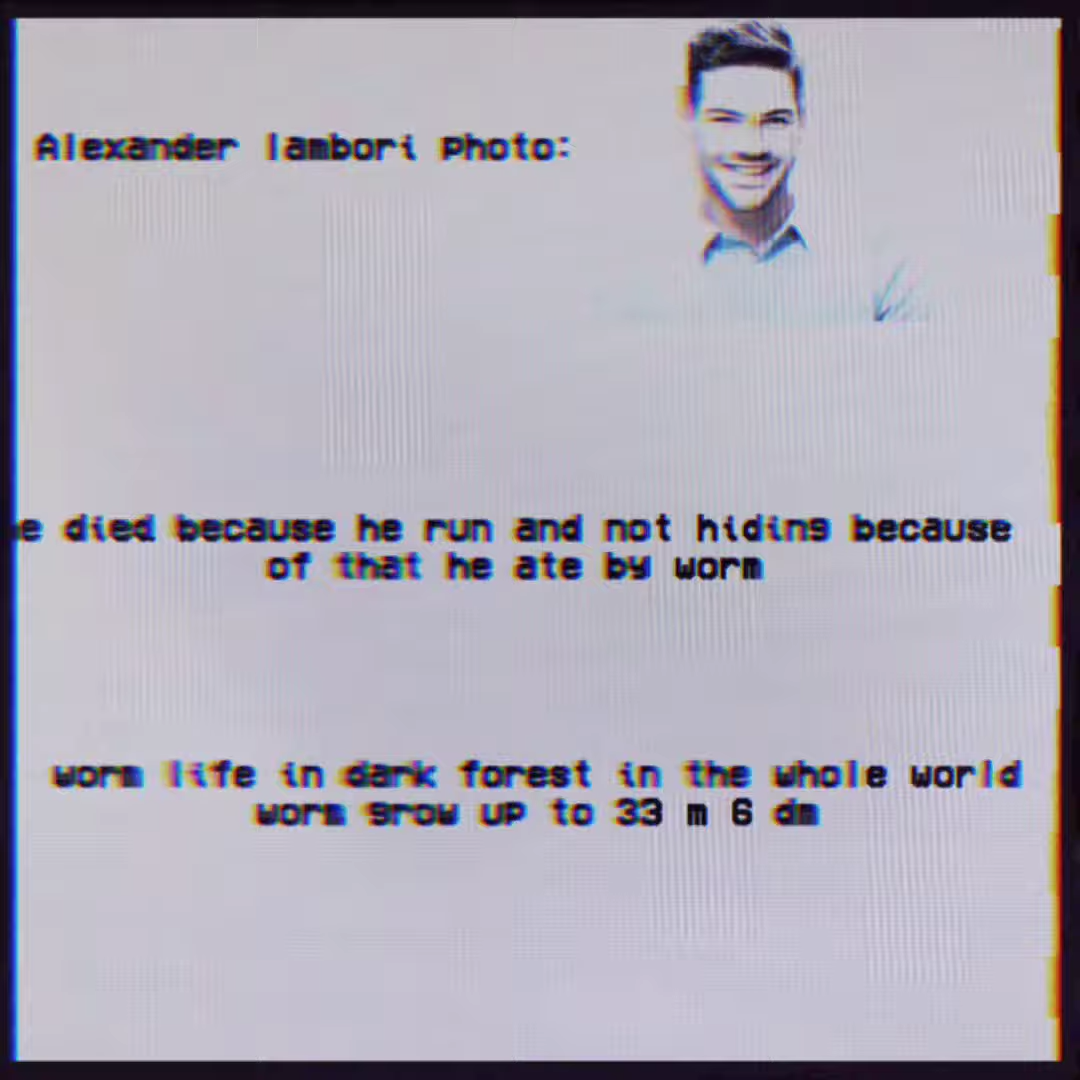 Alexander lambori photo:
e died because he run and not hiding because
of that he ate by worm
worm life in dark forest in the whole world
worm grow up to 33 m 6 dm